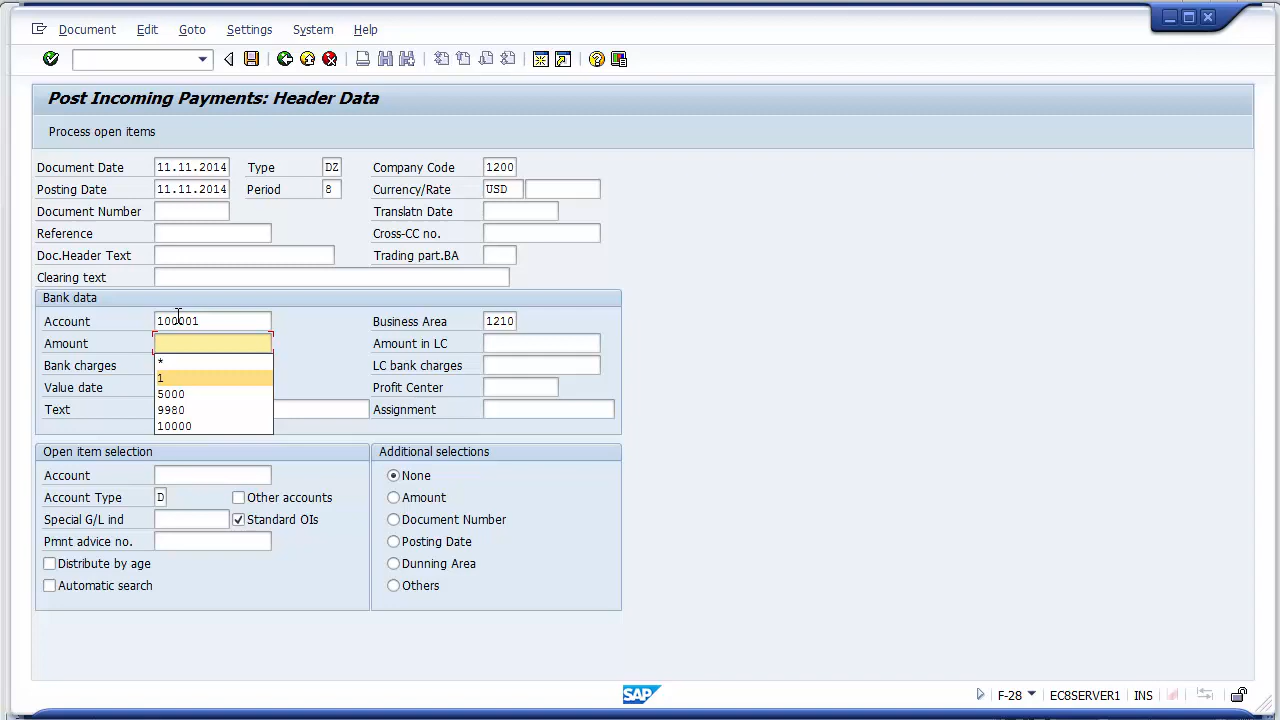 Document Edit Goto Settings System Help
Post Incoming Payments: Header Data
Process open items
Document Date 11.11.2014 Type DZ Company Code 1200
Posting Date 11.11.2014 Period 8 Currency/Rate USD
Document Number Translatn Date
Reference Cross-CC no.
Doc.Header Text Trading part.BA
Clearing text
Bank data
Account 100001 Business Area 1210
Amount Amount in LC
*
Bank charges LC bank charges
1
Value date Profit Center
5000
Text Assignment
9980
10000
Open item selection Additional selections
Account None
Account Type D Other accounts Amount
Special G/L ind Standard OIs Document Number
Pmnt advice no. Posting Date
Distribute by age Dunning Area
Automatic search Others
SAP F-28 ECSSERVER1 INS